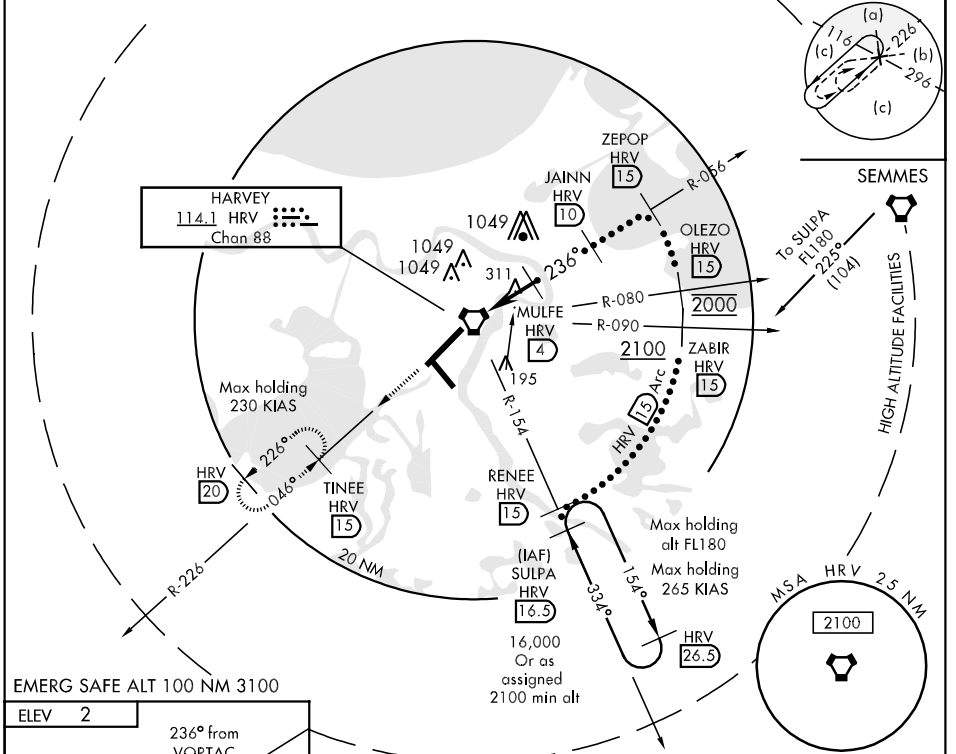 (a)
116
226
(c)
(b)
296
(c)
ZEPOP
HRV
15
R-056
SEMMES
JAINN
HRV
10
HARVEY
114.1 HRV
Chan 88
1049
1049
1049
236°
OLEZO
HRV
15
To SULPA
FL180
225°
(104)
311
R-080
2000
MULFE
HRV
4
R-090
2100
ZABIR
HRV
15
HIGH ALTITUDE FACILITIES
195
Max holding
230 KIAS
R-154
HRV 15 Arc
226°
046°
HRV
20
TINEE
HRV
15
RENEE
HRV
15
Max holding
alt FL180
Max holding
265 KIAS
20 NM
(IAF)
SULPA
HRV
16.5
334°
154°
R-226
MSA HRV 25 NM
2100
16,000
Or as
assigned
2100 min alt
HRV
26.5
EMERG SAFE ALT 100 NM 3100
ELEV 2
236° from
VORTAC